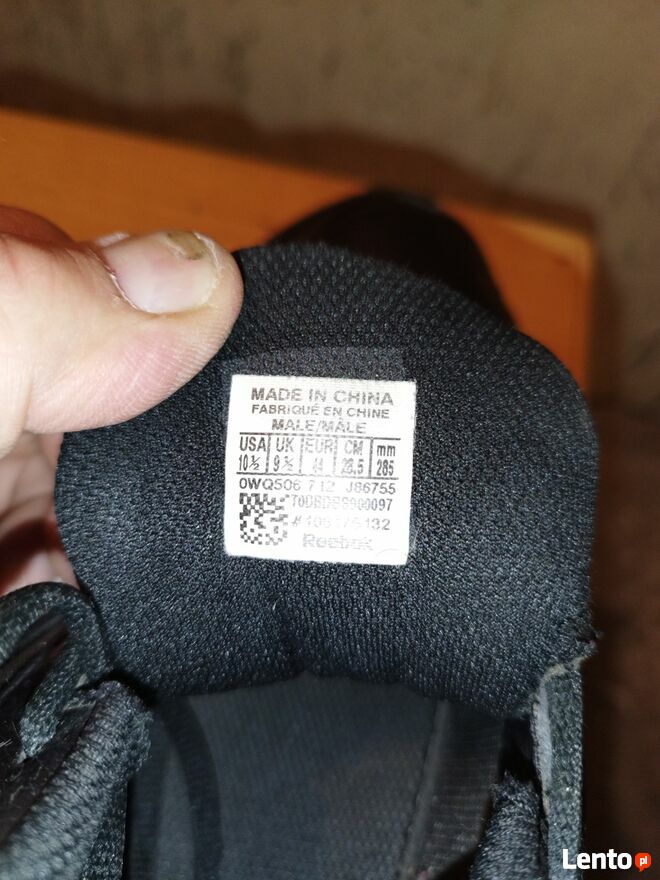 MADE IN CHINA
FABRIQUÉ EN CHINE
MALE/MÂLE
USA UK EUR CM mm
10½ 9½ 44 28,5 285
0WQ506 712 J86755
Reebok
Lento pl